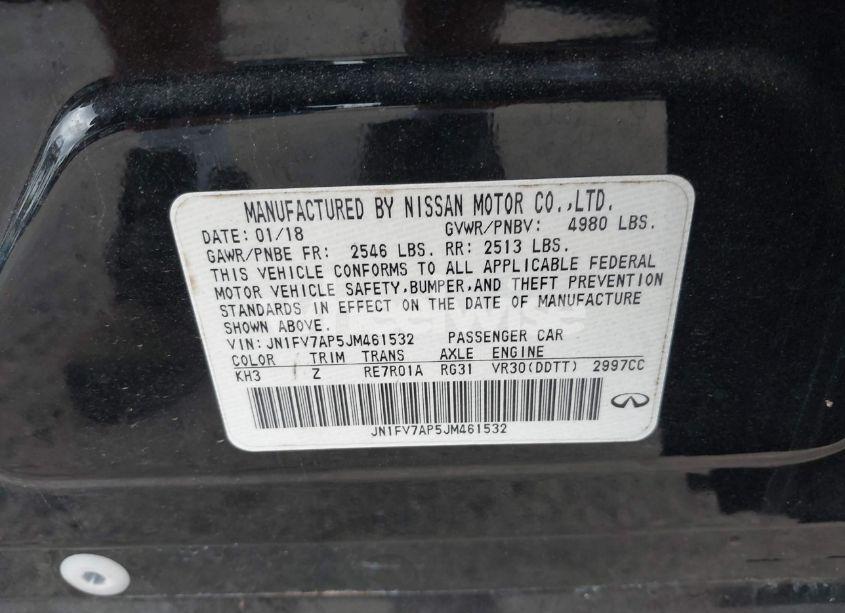 MANUFACTURED BY NISSAN MOTOR CO.,LTD.
DATE: 01/18 GVWR/PNBV: 4980 LBS.
GAWR/PNBE FR: 2546 LBS. RR: 2513 LBS.
THIS VEHICLE CONFORMS TO ALL APPLICABLE FEDERAL
MOTOR VEHICLE SAFETY, BUMPER, AND THEFT PREVENTION
STANDARDS IN EFFECT ON THE DATE OF MANUFACTURE
SHOWN ABOVE.
VIN: JN1FV7AP5JM461532 PASSENGER CAR
COLOR TRIM TRANS AXLE ENGINE
KH3 Z RE7R01A RG31 VR30(DDTT) 2997CC
JN1FV7AP5JM461532